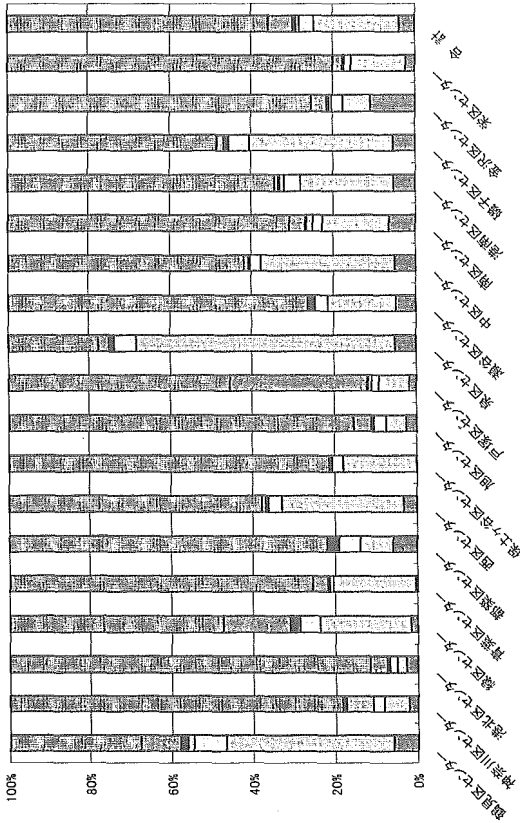 100%
80%
60%
40%
20%
0%
鶴見区センター
神奈川区センター
港北区センター
緑区センター
青葉区センター
都築区センター
西区センター
保土ヶ谷区センター
旭区センター
戸塚区センター
泉区センター
瀬谷区センター
中区センター
南区センター
港南区センター
磯子区センター
金沢区センター
栄区センター
合計